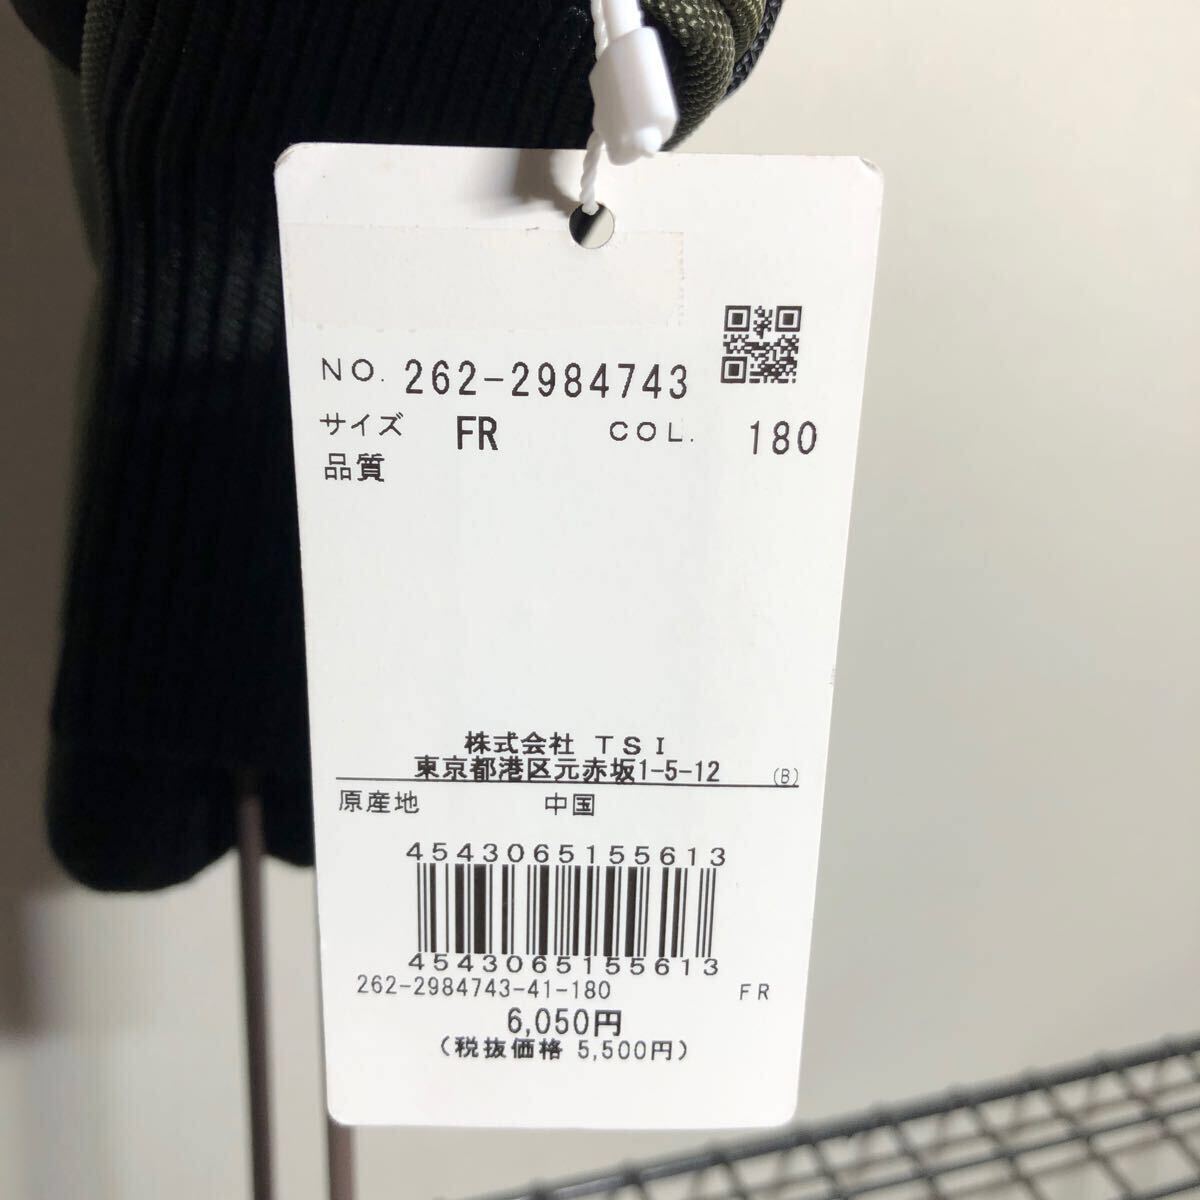 NO. 262-2984743
サイズ FR COL. 180
品質
株式会社 TSI
東京都港区元赤坂1-5-12 (B)
原産地 中国
4543065155613
4543065155613
262-2984743-41-180 FR
6,050円
(税抜価格 5,500円)